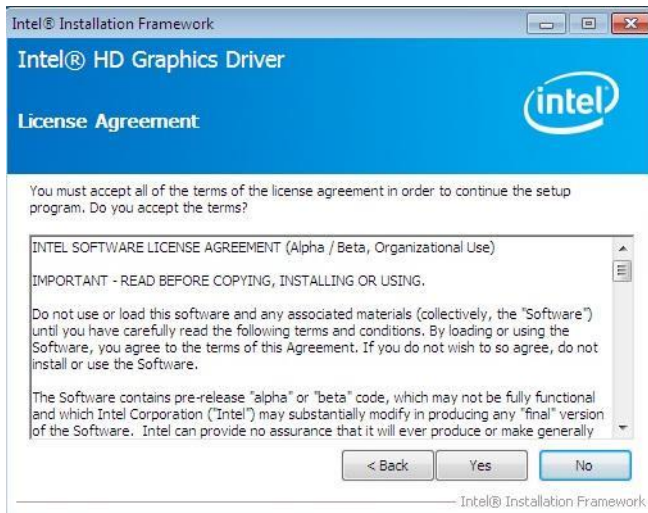 Intel® Installation Framework
Intel® HD Graphics Driver
License Agreement
intel
You must accept all of the terms of the license agreement in order to continue the setup
program. Do you accept the terms?
INTEL SOFTWARE LICENSE AGREEMENT (Alpha / Beta, Organizational Use)
IMPORTANT - READ BEFORE COPYING, INSTALLING OR USING.
Do not use or load this software and any associated materials (collectively, the "Software")
until you have carefully read the following terms and conditions. By loading or using the
Software, you agree to the terms of this Agreement. If you do not wish to so agree, do not
install or use the Software.
The Software contains pre-release "alpha" or "beta" code, which may not be fully functional
and which Intel Corporation ("Intel") may substantially modify in producing any "final" version
of the Software. Intel can provide no assurance that it will ever produce or make generally
< Back Yes No
Intel® Installation Framework